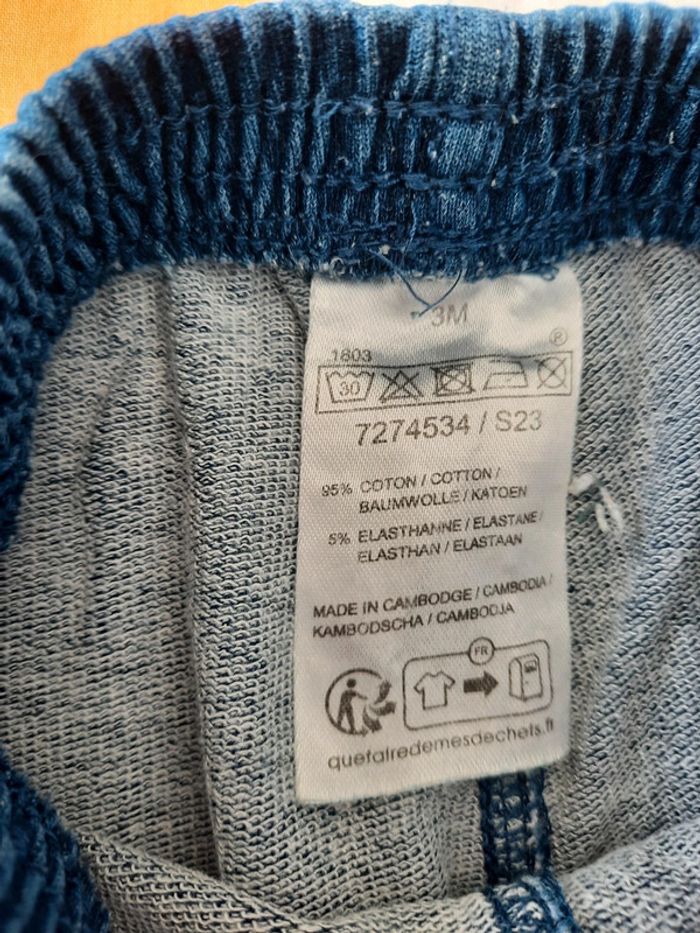 3M
®
1803
30
7274534 / S23
95% COTON / COTTON /
BAUMWOLLE / KATOEN
5% ELASTHANNE / ELASTANE /
ELASTHAN / ELASTAAN
MADE IN CAMBODGE / CAMBODIA /
KAMBODSCHA / CAMBODJA
FR
quefairedemesdechets.fr